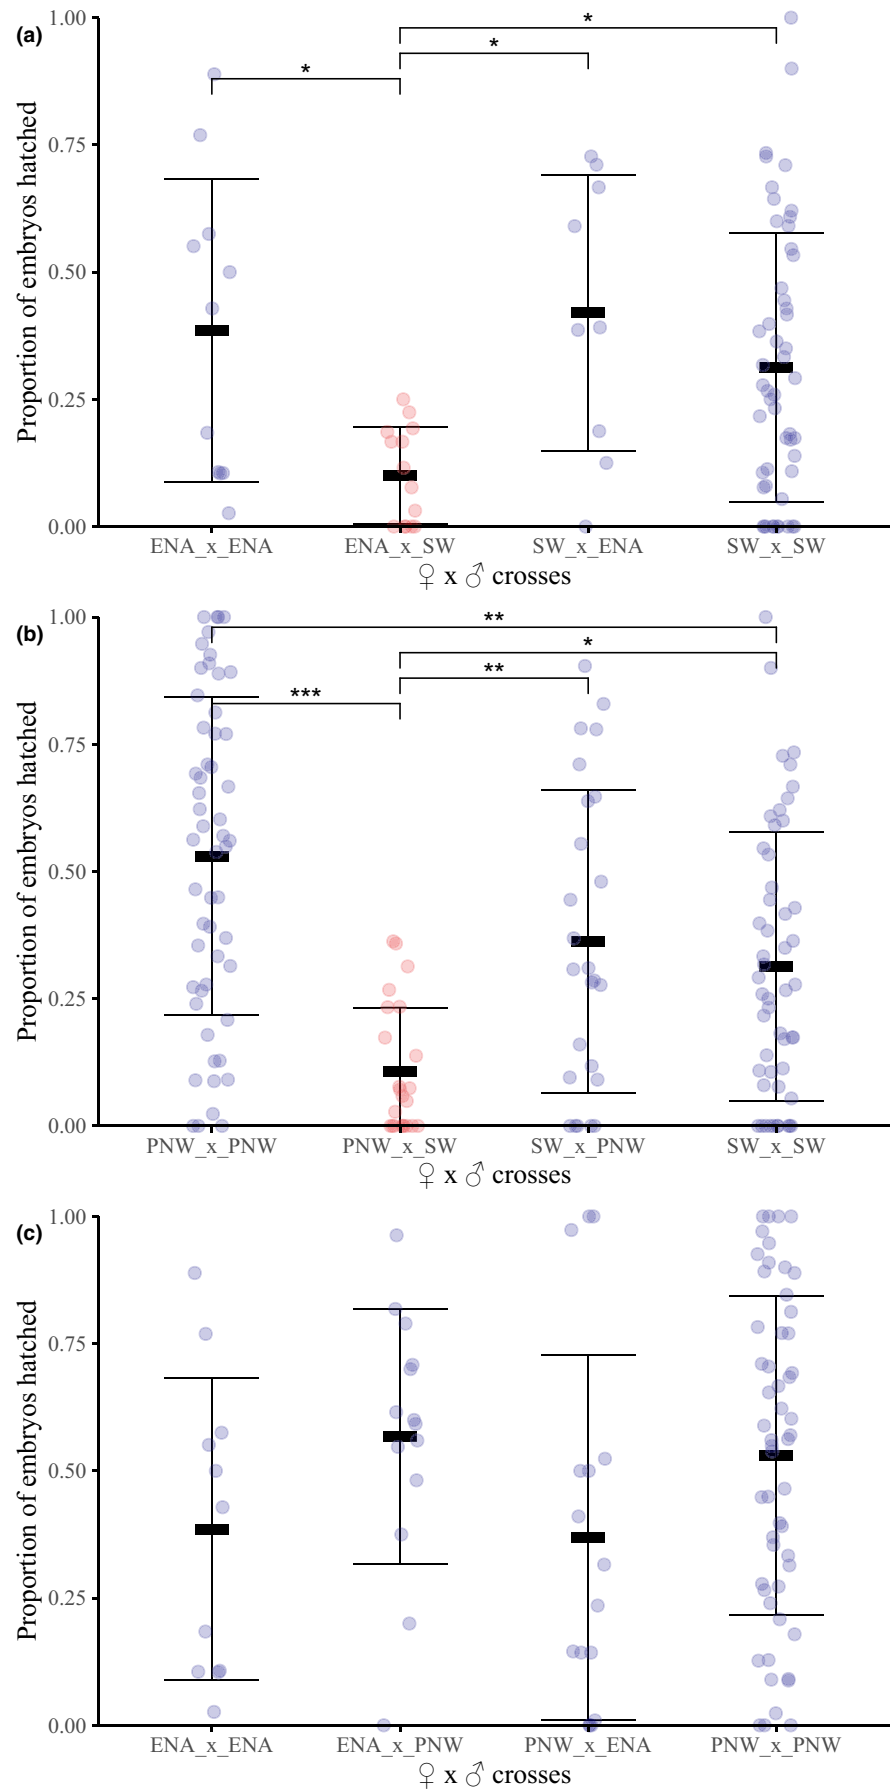 (a)
Proportion of embryos hatched
1.00
0.75
0.50
0.25
0.00
*
*
*
ENA_x_ENA ENA_x_SW SW_x_ENA SW_x_SW
♀ x ♂ crosses
(b)
Proportion of embryos hatched
1.00
0.75
0.50
0.25
0.00
**
*
**
***
PNW_x_PNW PNW_x_SW SW_x_PNW SW_x_SW
♀ x ♂ crosses
(c)
Proportion of embryos hatched
1.00
0.75
0.50
0.25
0.00
ENA_x_ENA ENA_x_PNW PNW_x_ENA PNW_x_PNW
♀ x ♂ crosses